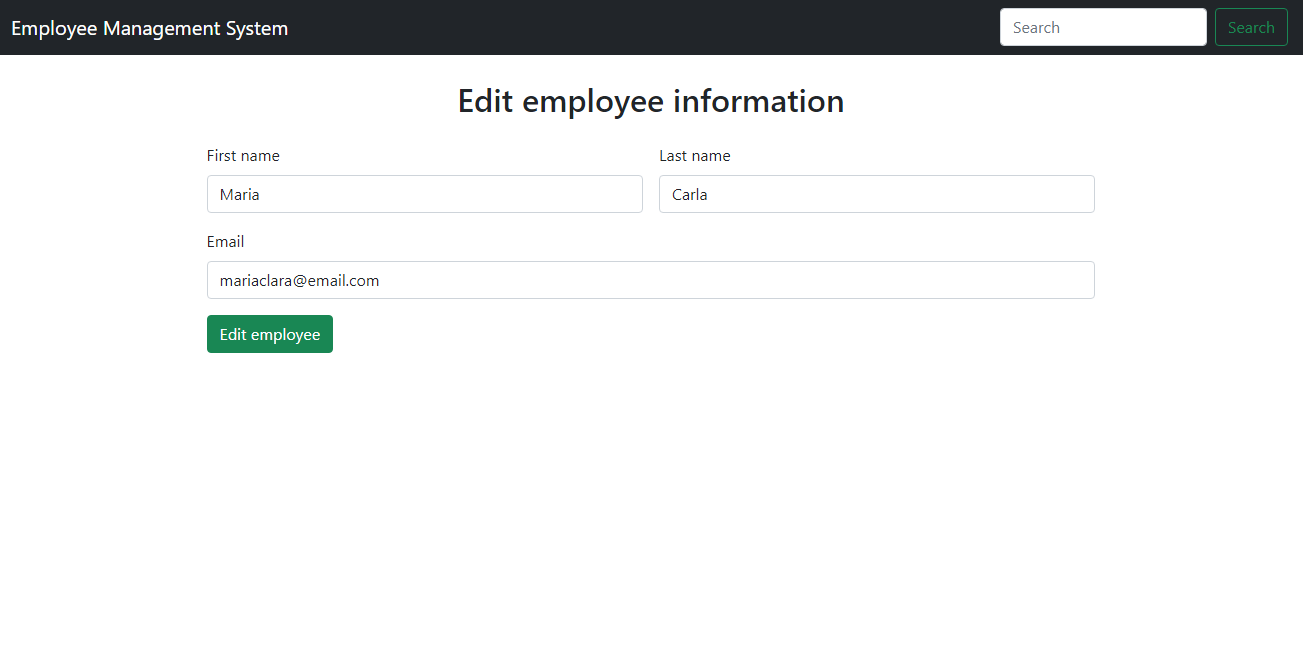 Employee Management System
Search
Search
Edit employee information
First name
Last name
Maria
Carla
Email
mariaclara@email.com
Edit employee